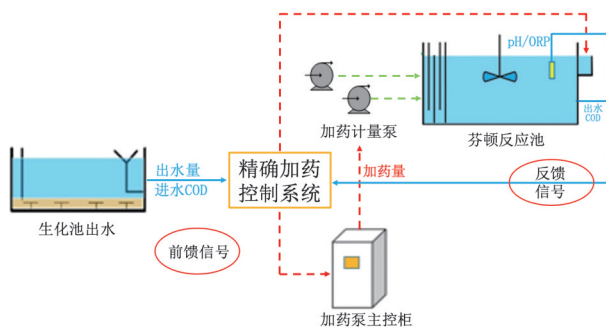 pH/ORP
出水
COD
加药计量泵
芬顿反应池
出水量
进水COD
精确加药
控制系统
加药量
反馈
信号
生化池出水
前馈信号
加药泵主控柜